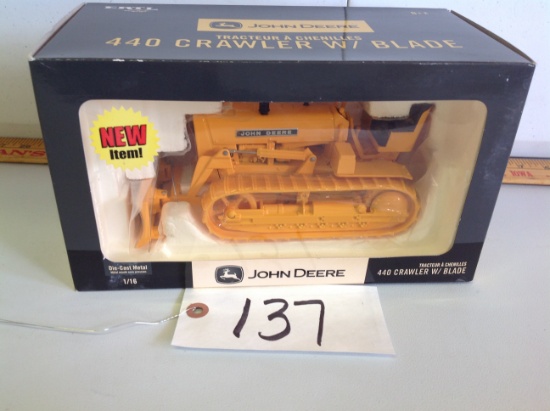 ERTL
JOHN DEERE
TRACTEUR À CHENILLES
440 CRAWLER W/ BLADE
NEW
Item!
JOHN DEERE
Die-Cast Metal
1/16
JOHN DEERE
TRACTEUR À CHENILLES
440 CRAWLER W/ BLADE
137